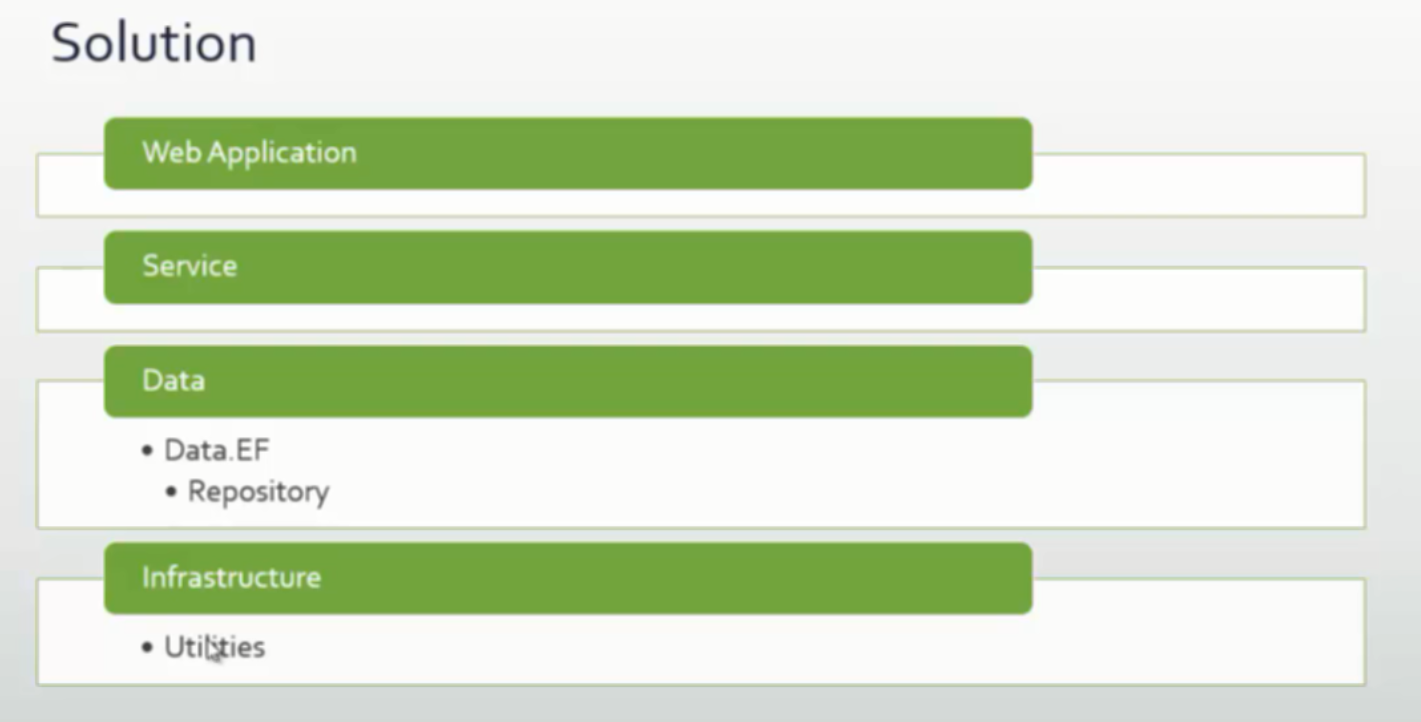 Solution
Web Application
Service
Data
• Data.EF
• Repository
Infrastructure
• Utilities